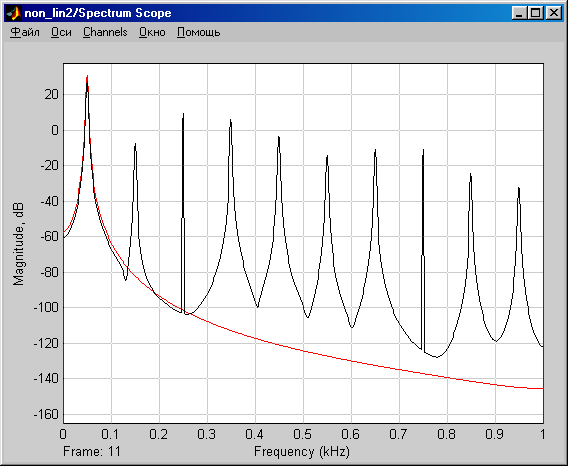 non_lin2/Spectrum Scope
Файл Оси Channels Окно Помощь
20
0
-20
-40
-60
-80
-100
-120
-140
-160
Magnitude, dB
0 0.1 0.2 0.3 0.4 0.5 0.6 0.7 0.8 0.9 1
Frame: 11 Frequency (kHz)